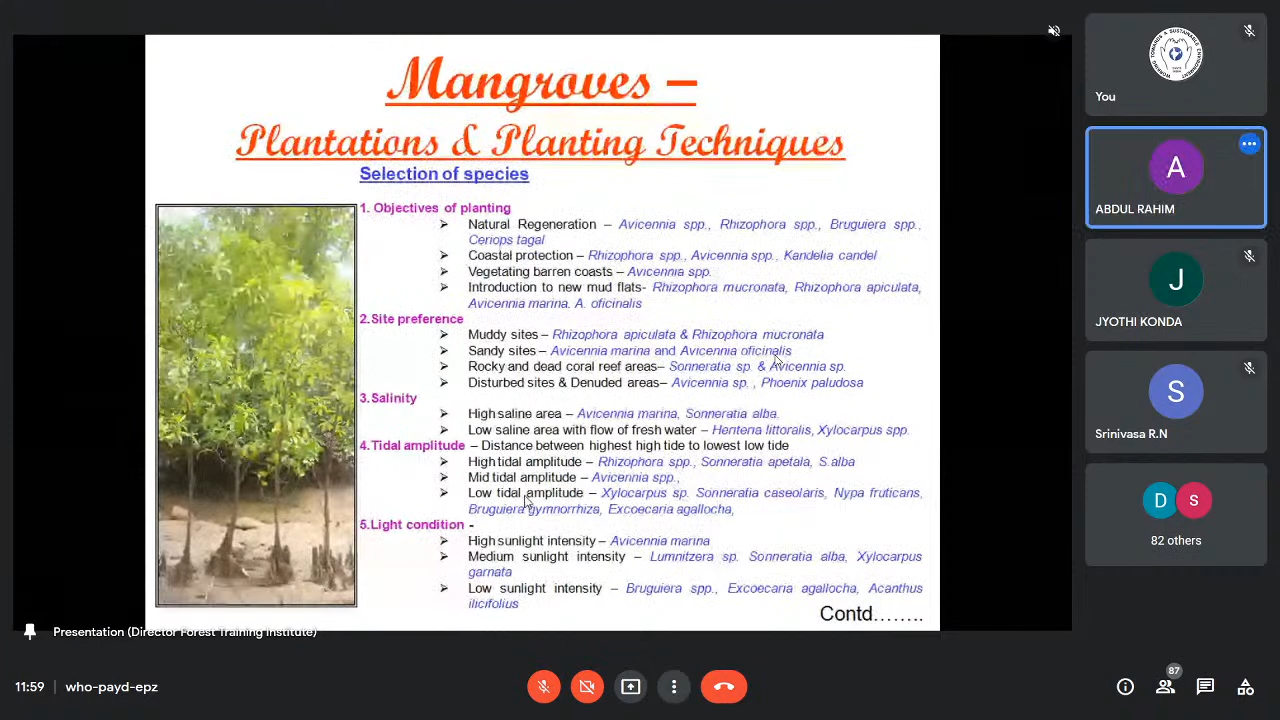 Mangroves –
Plantations & Planting Techniques
Selection of species
1. Objectives of planting
➢ Natural Regeneration – Avicennia spp., Rhizophora spp., Bruguiera spp.,
Ceriops tagal
➢ Coastal protection – Rhizophora spp., Avicennia spp., Kandelia candel
➢ Vegetating barren coasts – Avicennia spp.
➢ Introduction to new mud flats- Rhizophora mucronata, Rhizophora apiculata,
Avicennia marina. A. oficinalis
2.Site preference
➢ Muddy sites – Rhizophora apiculata & Rhizophora mucronata
➢ Sandy sites – Avicennia marina and Avicennia oficinalis
➢ Rocky and dead coral reef areas– Sonneratia sp. & Avicennia sp.
➢ Disturbed sites & Denuded areas– Avicennia sp. , Phoenix paludosa
3.Salinity
➢ High saline area – Avicennia marina, Sonneratia alba.
➢ Low saline area with flow of fresh water – Henteria littoralis, Xylocarpus spp.
4.Tidal amplitude – Distance between highest high tide to lowest low tide
➢ High tidal amplitude – Rhizophora spp., Sonneratia apetala, S.alba
➢ Mid tidal amplitude – Avicennia spp.,
➢ Low tidal amplitude – Xylocarpus sp. Sonneratia caseolaris, Nypa fruticans,
Bruguiera gymnorrhiza, Excoecaria agallocha,
5.Light condition -
➢ High sunlight intensity – Avicennia marina
➢ Medium sunlight intensity – Lumnitzera sp. Sonneratia alba, Xylocarpus
garnata
➢ Low sunlight intensity – Bruguiera spp., Excoecaria agallocha, Acanthus
ilicifolius
Contd……..
Presentation (Director Forest Training Institute)
You
A
ABDUL RAHIM
J
JYOTHI KONDA
S
Srinivasa R.N
D
s
82 others
11:59
who-payd-epz
87